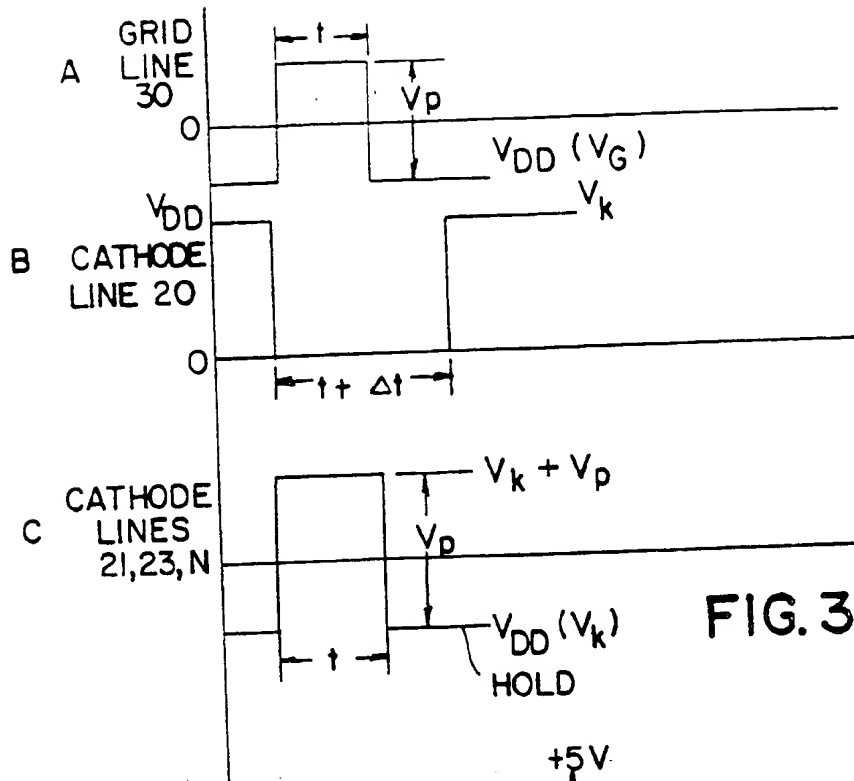 GRID
A LINE
30
t
Vp
0
VDD (VG)
VDD
Vk
B CATHODE
LINE 20
0
t + Δt
Vk + Vp
CATHODE
C LINES
21,23,N
Vp
VDD (Vk)
t
HOLD
FIG. 3
+5V